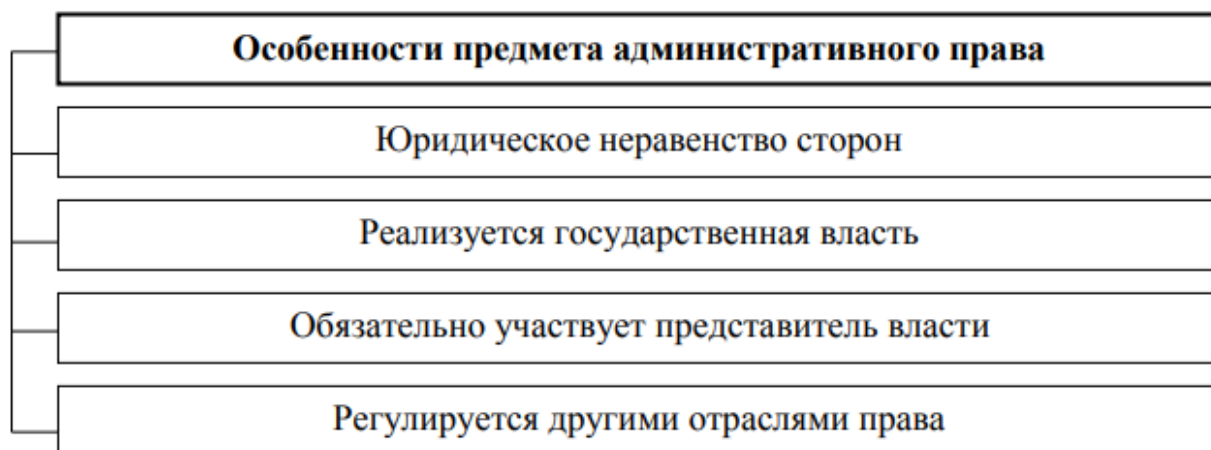 Особенности предмета административного права
Юридическое неравенство сторон
Реализуется государственная власть
Обязательно участвует представитель власти
Регулируется другими отраслями права